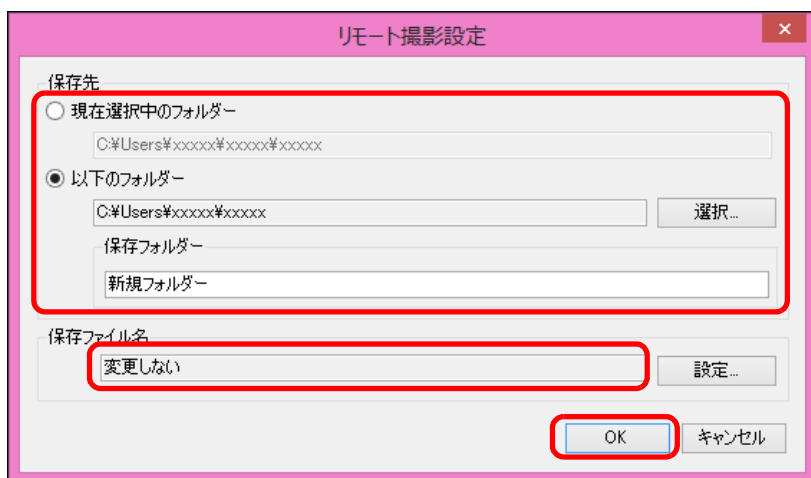 リモート撮影設定
×
保存先
現在選択中のフォルダー
C:¥Users¥xxxxx¥xxxxx¥xxxxx
以下のフォルダー
C:¥Users¥xxxxx¥xxxxx
選択...
保存フォルダー
新規フォルダー
保存ファイル名
変更しない
設定...
OK
キャンセル